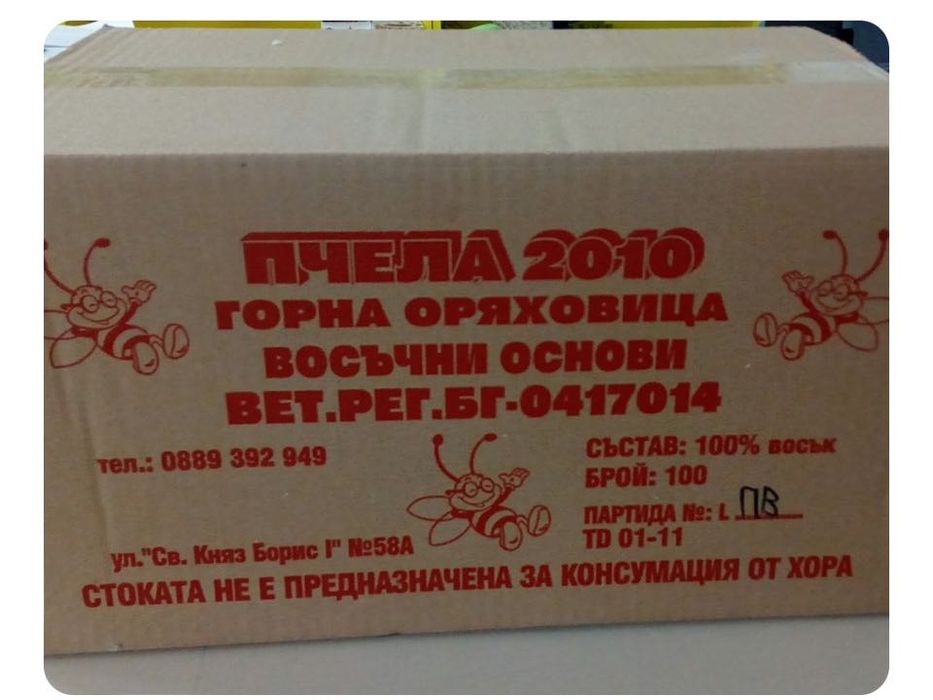 ПЧЕЛА 2010
ГОРНА ОРЯХОВИЦА
ВОСЪЧНИ ОСНОВИ
ВЕТ.РЕГ.БГ-0417014
тел.: 0889 392 949
СЪСТАВ: 100% восък
БРОЙ: 100
ПАРТИДА №: L ПВ
TD 01-11
ул."Св. Княз Борис I" №58А
СТОКАТА НЕ Е ПРЕДНАЗНАЧЕНА ЗА КОНСУМАЦИЯ ОТ ХОРА